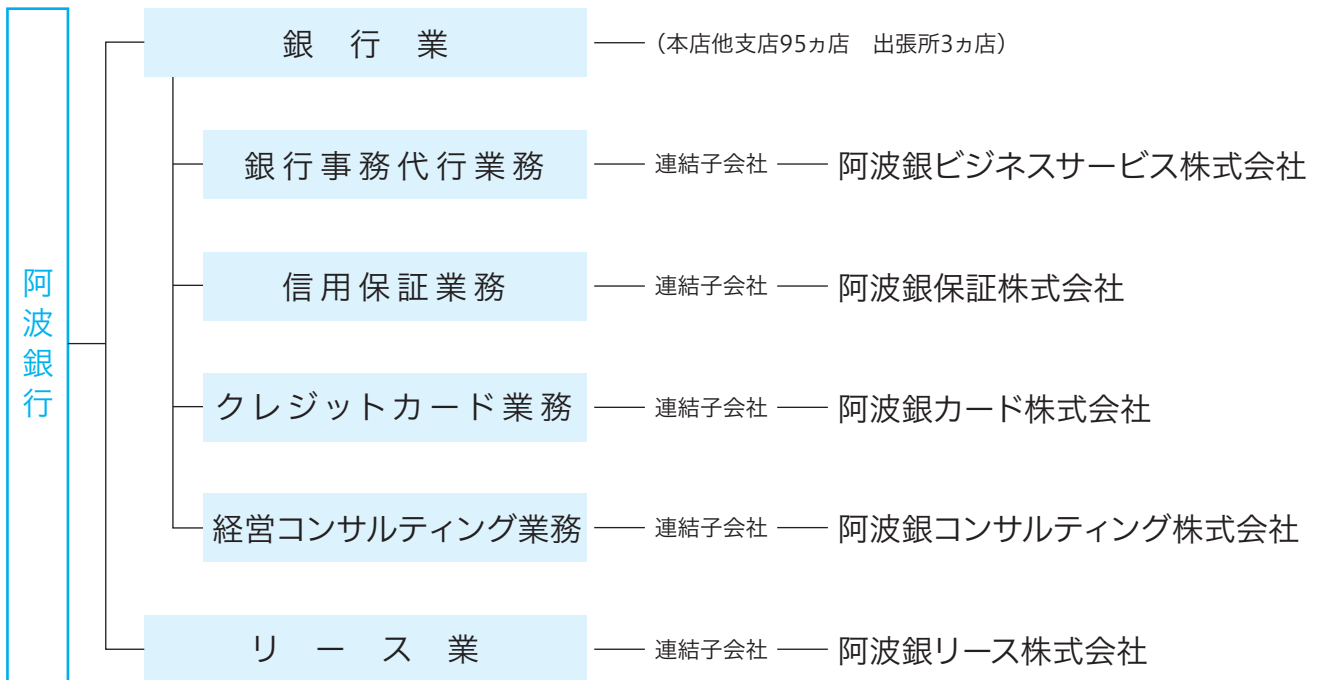 阿波銀行
銀行業 (本店他支店95ヵ店　出張所3ヵ店)
銀行事務代行業務 連結子会社 阿波銀ビジネスサービス株式会社
信用保証業務 連結子会社 阿波銀保証株式会社
クレジットカード業務 連結子会社 阿波銀カード株式会社
経営コンサルティング業務 連結子会社 阿波銀コンサルティング株式会社
リース業 連結子会社 阿波銀リース株式会社